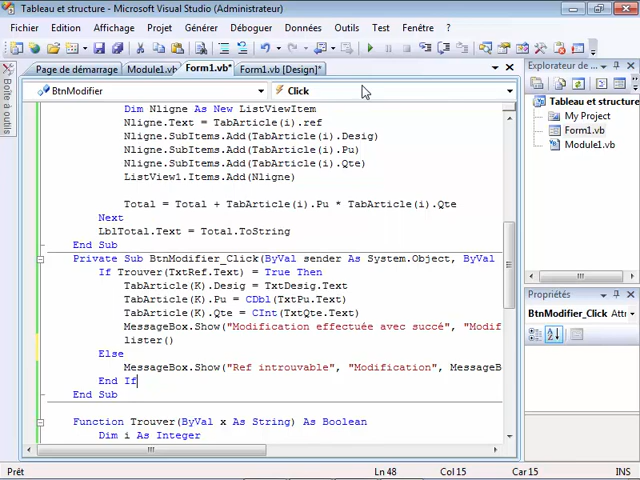 Tableau et structure - Microsoft Visual Studio (Administrateur)
Fichier Edition Affichage Projet Générer Déboguer Données Outils Test Fenêtre ?
Page de démarrage Module1.vb Form1.vb* Form1.vb [Design]*
BtnModifier Click
Boîte à outils
Dim Nligne As New ListViewItem
Nligne.Text = TabArticle(i).ref
Nligne.SubItems.Add(TabArticle(i).Desig)
Nligne.SubItems.Add(TabArticle(i).Pu)
Nligne.SubItems.Add(TabArticle(i).Qte)
ListView1.Items.Add(Nligne)
Total = Total + TabArticle(i).Pu * TabArticle(i).Qte
Next
LblTotal.Text = Total.ToString
End Sub
Private Sub BtnModifier_Click(ByVal sender As System.Object, ByVal
If Trouver(TxtRef.Text) = True Then
TabArticle(K).Desig = TxtDesig.Text
TabArticle(K).Pu = CDbl(TxtPu.Text)
TabArticle(K).Qte = CInt(TxtQte.Text)
MessageBox.Show("Modification effectuée avec succé", "Modif
lister()
Else
MessageBox.Show("Ref introuvable", "Modification", MessageB
End If
End Sub
Function Trouver(ByVal x As String) As Boolean
Dim i As Integer
Explorateur de
Tableau et structure
My Project
Form1.vb
Module1.vb
Propriétés
BtnModifier_Click Attri
Prêt Ln 48 Col 15 Car 15